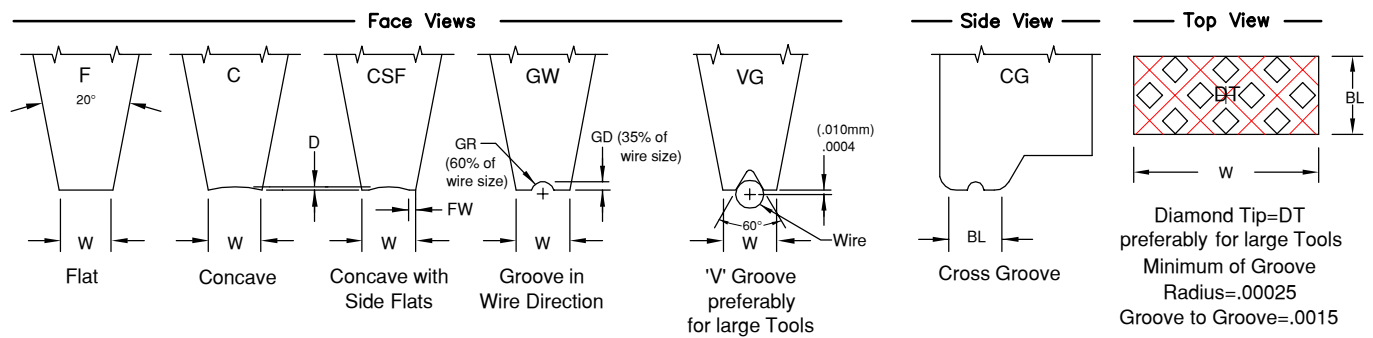 Face Views
Side View
Top View
F
20°
C
D
W
CSF
FW
GW
GR
(60% of
wire size)
GD (35% of
wire size)
VG
(.010mm)
.0004
60°
Wire
CG
BL
DT
BL
W
W
W
W
W
W
Flat
Concave
Concave with
Side Flats
Groove in
Wire Direction
'V' Groove
preferably
for large Tools
Cross Groove
Diamond Tip=DT
preferably for large Tools
Minimum of Groove
Radius=.00025
Groove to Groove=.0015